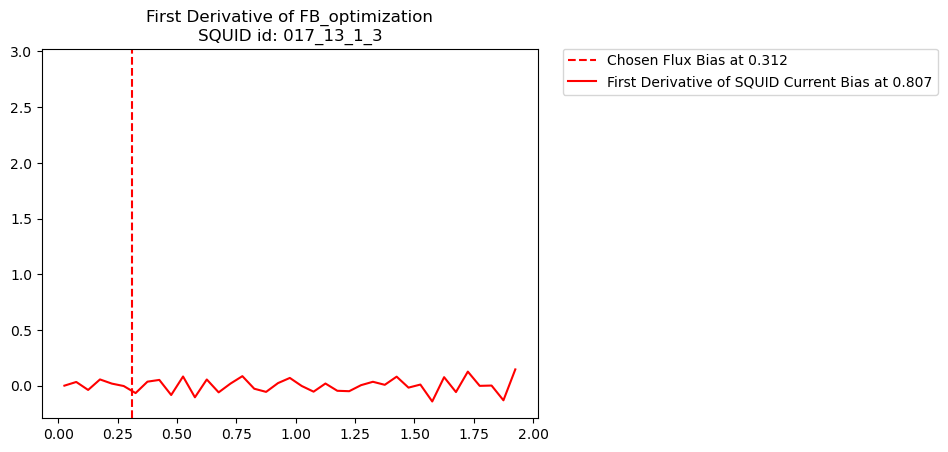 First Derivative of FB_optimization
SQUID id: 017_13_1_3
Chosen Flux Bias at 0.312
First Derivative of SQUID Current Bias at 0.807
3.0
2.5
2.0
1.5
1.0
0.5
0.0
0.00 0.25 0.50 0.75 1.00 1.25 1.50 1.75 2.00